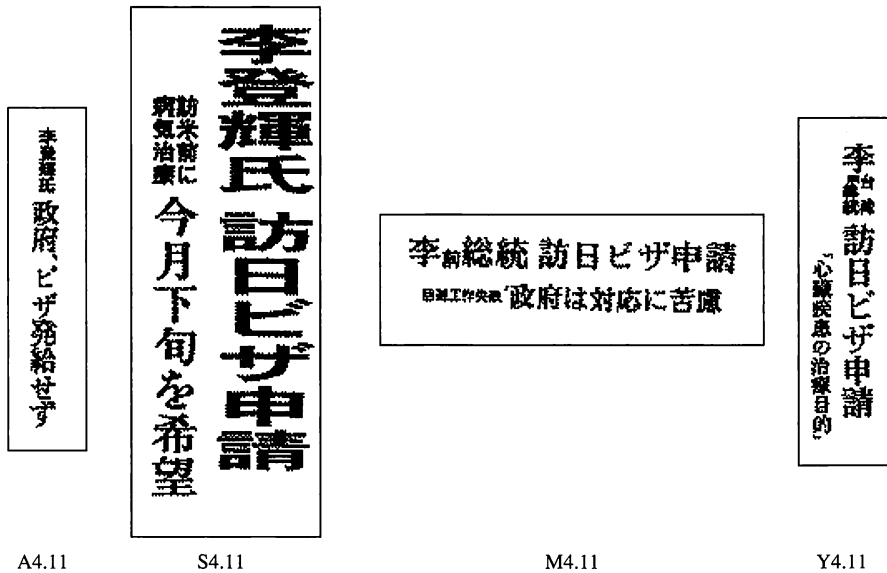 李登輝氏
政府、ビザ発給せず
A4.11
李登輝氏 訪日ビザ申請
訪米前に
病気治療
今月下旬を希望
S4.11
李前総統 訪日ビザ申請
政府は対応に苦慮
M4.11
李
台湾
前総統
訪日ビザ申請
「心臓疾患の治療目的」
Y4.11